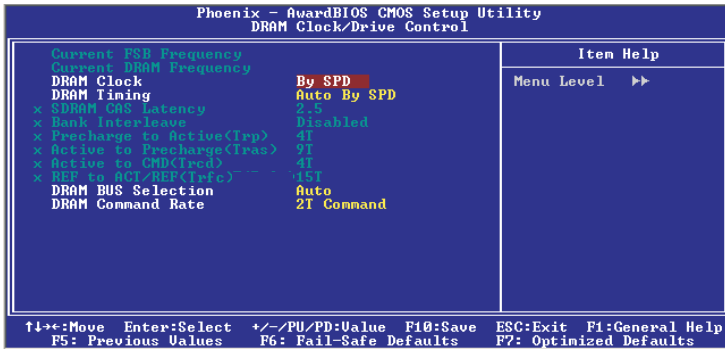 Phoenix - AwardBIOS CMOS Setup Utility
DRAM Clock/Drive Control
Current FSB Frequency
Current DRAM Frequency
DRAM Clock By SPD
DRAM Timing Auto By SPD
x SDRAM CAS Latency 2.5
x Bank Interleave Disabled
x Precharge to Active(Trp) 4T
x Active to Precharge(Tras) 9T
x Active to CMD(Trcd) 4T
x REF to ACT/REF(Trfc) 15T
DRAM BUS Selection Auto
DRAM Command Rate 2T Command
Item Help
Menu Level ▶▶
↑↓→←:Move Enter:Select +/-/PU/PD:Value F10:Save ESC:Exit F1:General Help
F5: Previous Values F6: Fail-Safe Defaults F7: Optimized Defaults